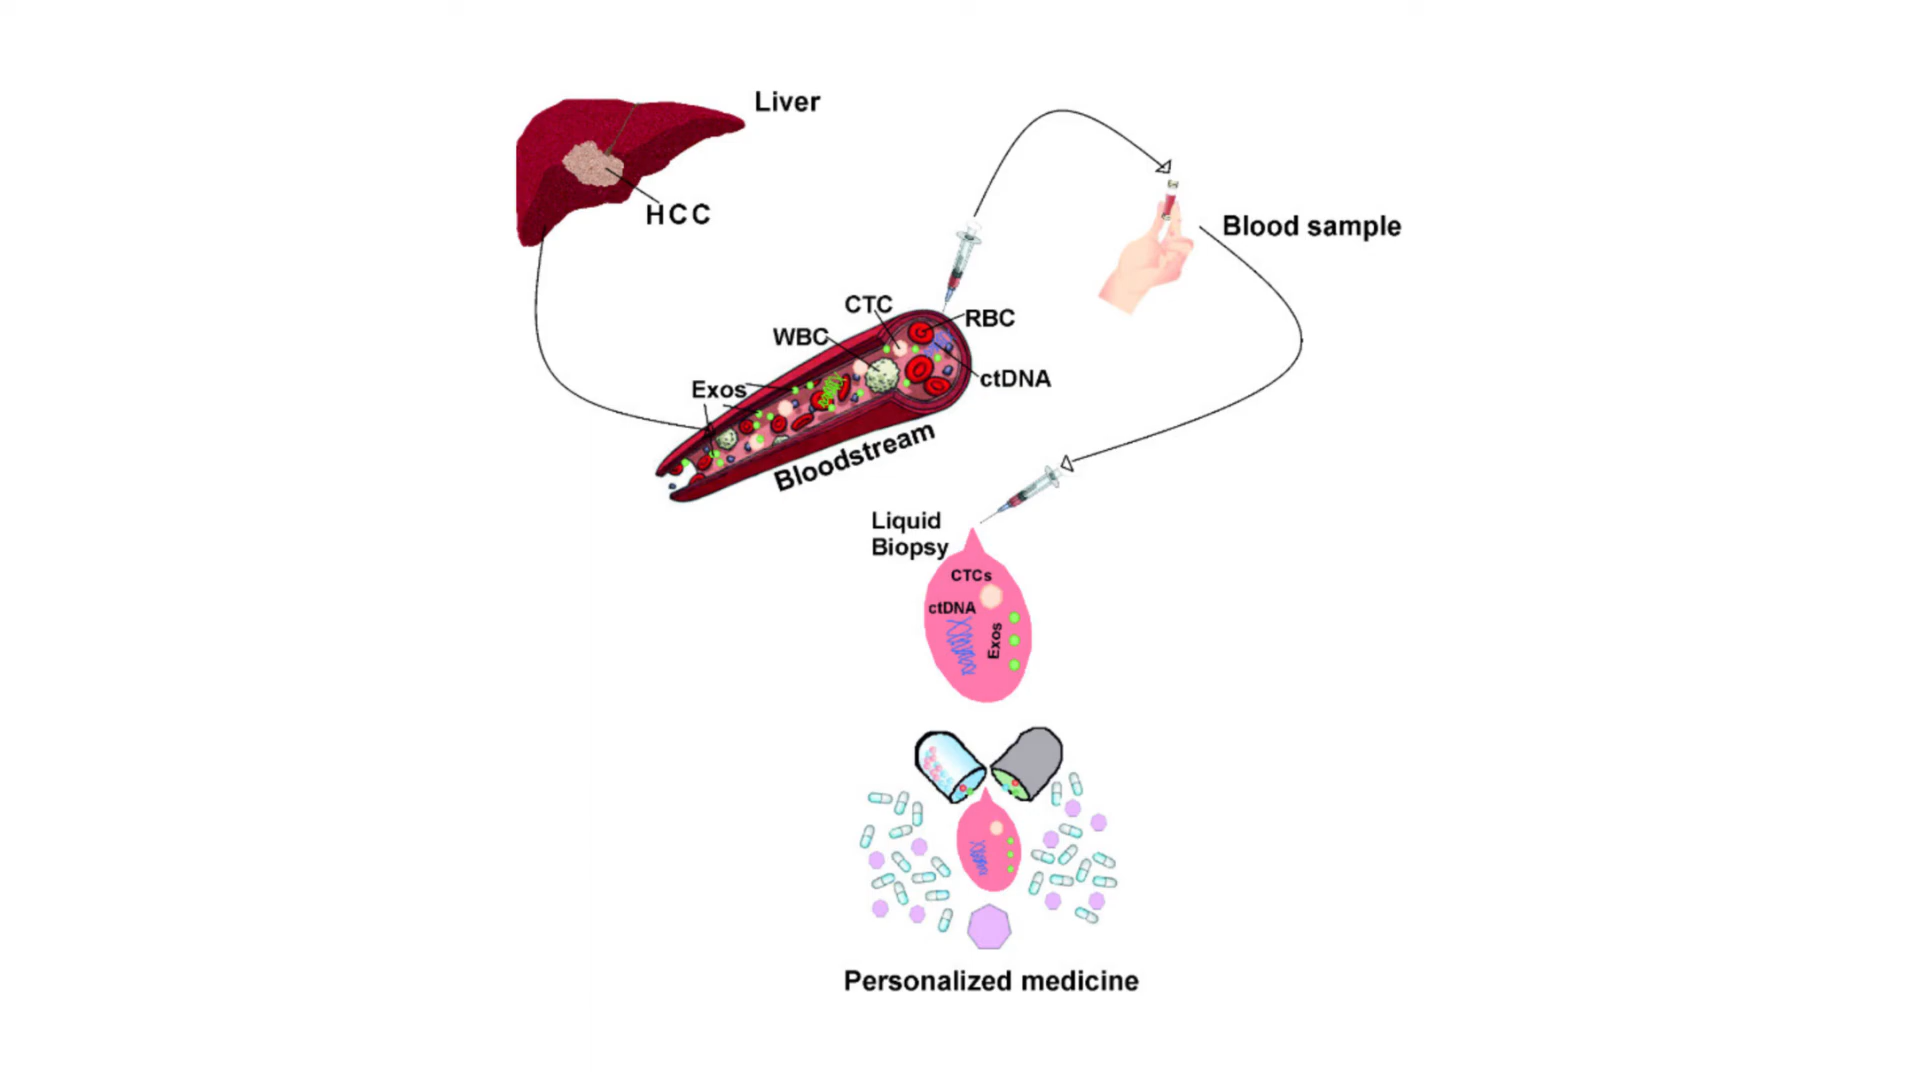 Liver
HCC
Blood sample
CTC
RBC
WBC
ctDNA
Exos
Bloodstream
Liquid
Biopsy
CTCs
ctDNA
Exos
Personalized medicine